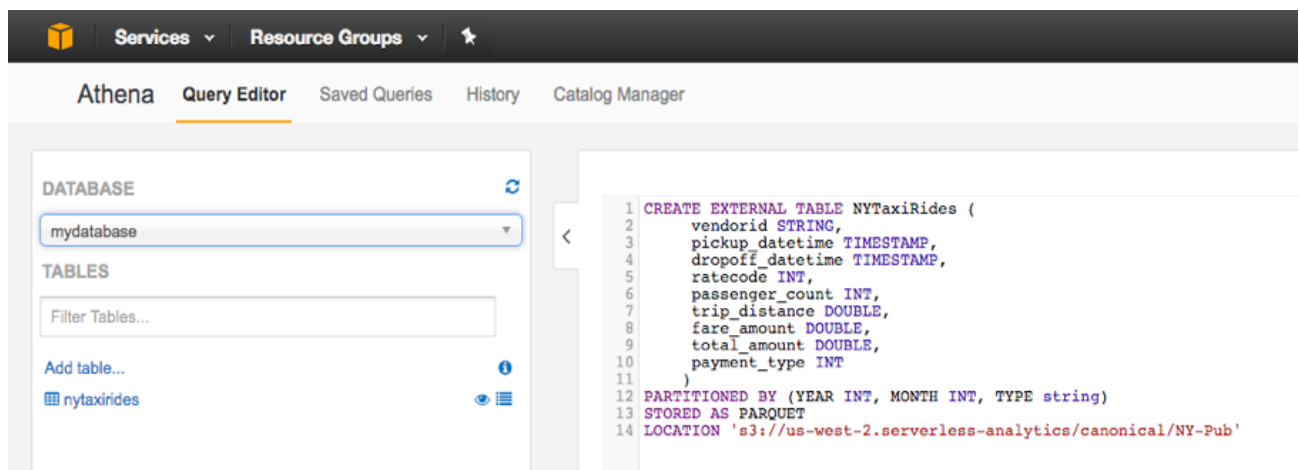 Services Resource Groups
Athena Query Editor Saved Queries History Catalog Manager
DATABASE
mydatabase
TABLES
Filter Tables...
Add table...
nytaxirides
1 CREATE EXTERNAL TABLE NYTaxiRides (
2 vendorid STRING,
3 pickup_datetime TIMESTAMP,
4 dropoff_datetime TIMESTAMP,
5 ratecode INT,
6 passenger_count INT,
7 trip_distance DOUBLE,
8 fare_amount DOUBLE,
9 total_amount DOUBLE,
10 payment_type INT
11 )
12 PARTITIONED BY (YEAR INT, MONTH INT, TYPE string)
13 STORED AS PARQUET
14 LOCATION 's3://us-west-2.serverless-analytics/canonical/NY-Pub'